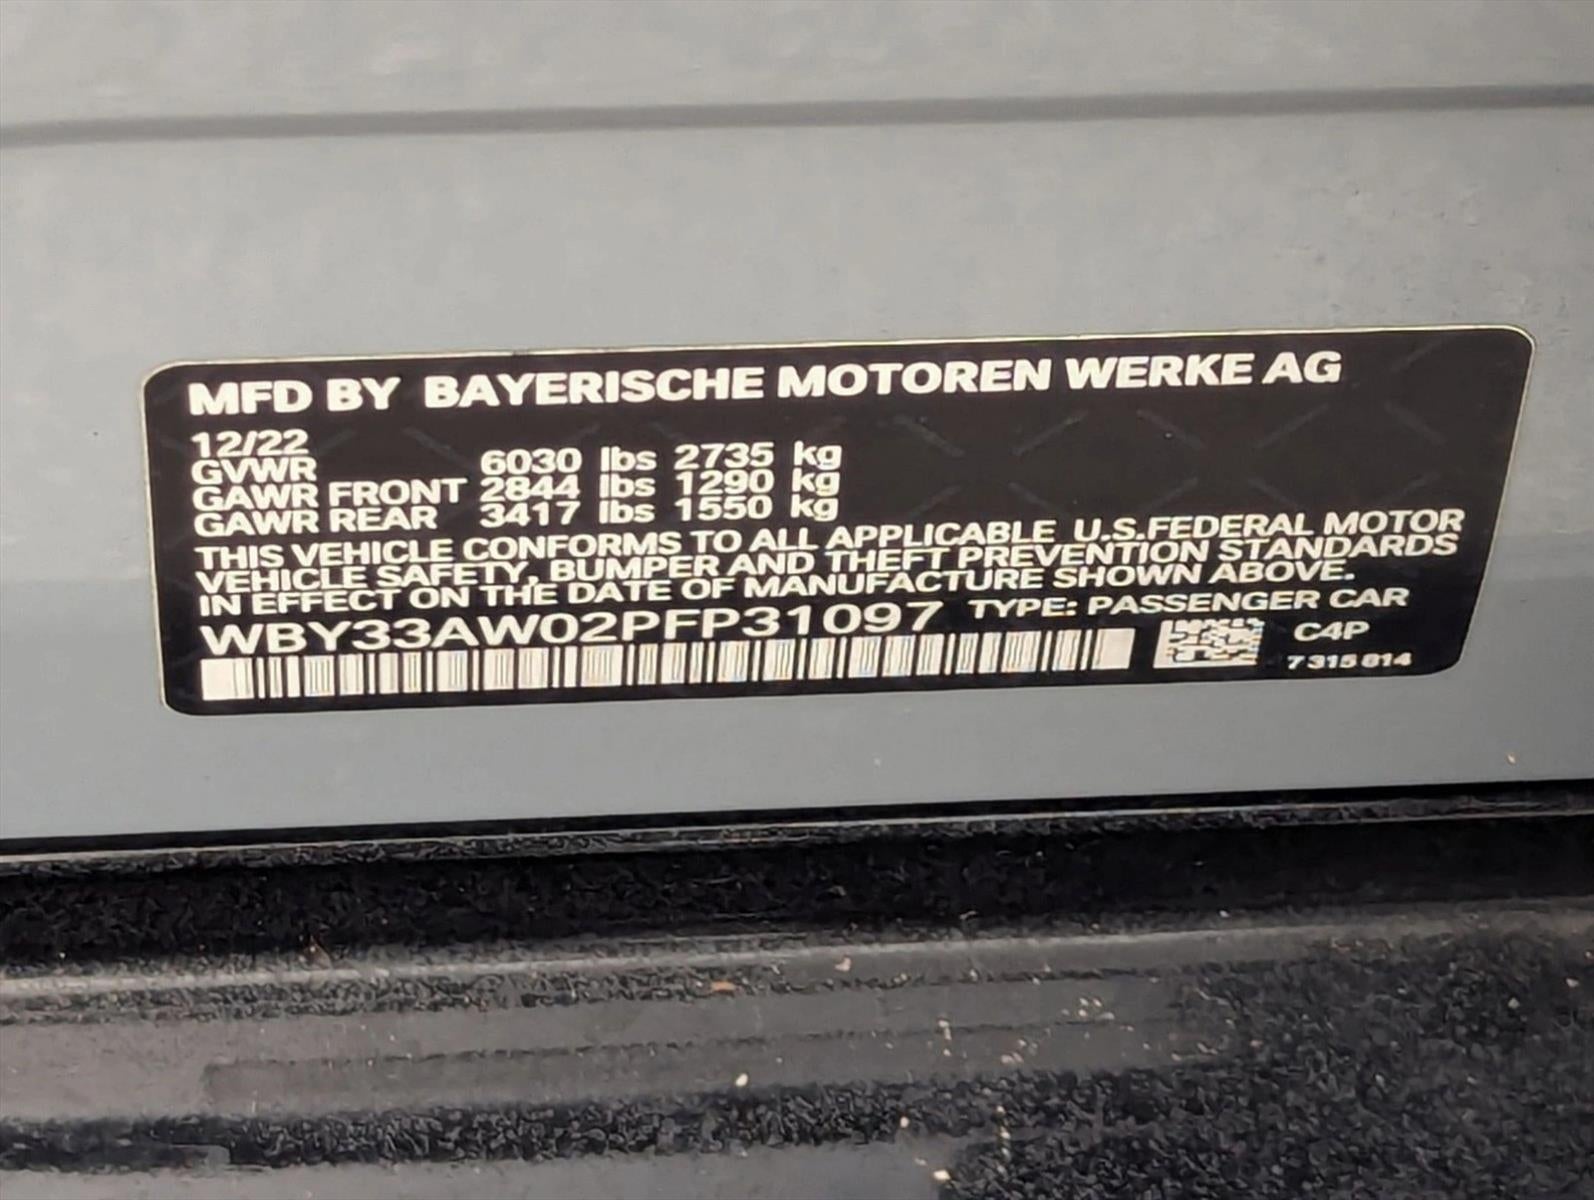 MFD BY BAYERISCHE MOTOREN WERKE AG
12/22
GVWR 6030 lbs 2735 kg
GAWR FRONT 2844 lbs 1290 kg
GAWR REAR 3417 lbs 1550 kg
THIS VEHICLE CONFORMS TO ALL APPLICABLE U.S.FEDERAL MOTOR
VEHICLE SAFETY, BUMPER AND THEFT PREVENTION STANDARDS
IN EFFECT ON THE DATE OF MANUFACTURE SHOWN ABOVE.
WBY33AW02PFP31097 TYPE: PASSENGER CAR
C4P
7 315 814